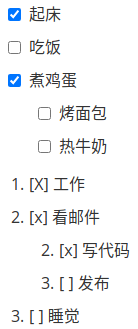 起床
吃饭
煮鸡蛋
烤面包
热牛奶
1. [X] 工作
2. [x] 看邮件
2. [x] 写代码
3. [ ] 发布
3. [ ] 睡觉